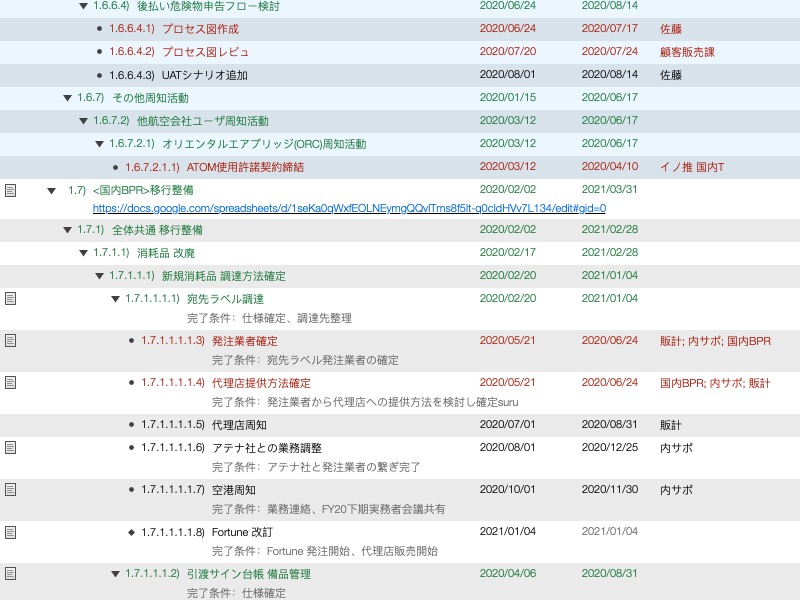 1.6.6.4) 後払い危険物申告フロー検討 2020/06/24 2020/08/14
1.6.6.4.1) プロセス図作成 2020/06/24 2020/07/17 佐藤
1.6.6.4.2) プロセス図レビュ 2020/07/20 2020/07/24 顧客販売課
1.6.6.4.3) UATシナリオ追加 2020/08/01 2020/08/14 佐藤
1.6.7) その他周知活動 2020/01/15 2020/06/17
1.6.7.2) 他航空会社ユーザ周知活動 2020/03/12 2020/06/17
1.6.7.2.1) オリエンタルエアブリッジ(ORC)周知活動 2020/03/12 2020/06/17
1.6.7.2.1.1) ATOM使用許諾契約締結 2020/03/12 2020/04/10 イノ推 国内T
1.7) <国内BPR>移行整備 2020/02/02 2021/03/31
https://docs.google.com/spreadsheets/d/1seKa0qWxfEOLNEymgQQvlTms8f5lt-q0cldHVv7L134/edit#gid=0
1.7.1) 全体共通 移行整備 2020/02/02 2021/02/28
1.7.1.1) 消耗品 改廃 2020/02/17 2021/02/28
1.7.1.1.1) 新規消耗品 調達方法確定 2020/02/20 2021/01/04
1.7.1.1.1.1) 宛先ラベル調達 2020/02/20 2021/01/04
完了条件：仕様確定、調達先整理
1.7.1.1.1.1.3) 発注業者確定 2020/05/21 2020/06/24 販計; 内サポ; 国内BPR
完了条件：宛先ラベル発注業者の確定
1.7.1.1.1.1.4) 代理店提供方法確定 2020/05/21 2020/06/24 国内BPR; 内サポ; 販計
完了条件：発注業者から代理店への提供方法を検討し確定suru
1.7.1.1.1.1.5) 代理店周知 2020/07/01 2020/08/31 販計
1.7.1.1.1.1.6) アテナ社との業務調整 2020/08/01 2020/12/25 内サポ
完了条件：アテナ社と発注業者の繋ぎ完了
1.7.1.1.1.1.7) 空港周知 2020/10/01 2020/11/30 内サポ
完了条件：業務連絡、FY20下期実務者会議共有
1.7.1.1.1.1.8) Fortune 改訂 2021/01/04 2021/01/04
完了条件：Fortune 発注開始、代理店販売開始
1.7.1.1.1.2) 引渡サイン台帳 備品管理 2020/04/06 2020/08/31
完了条件：仕様確定